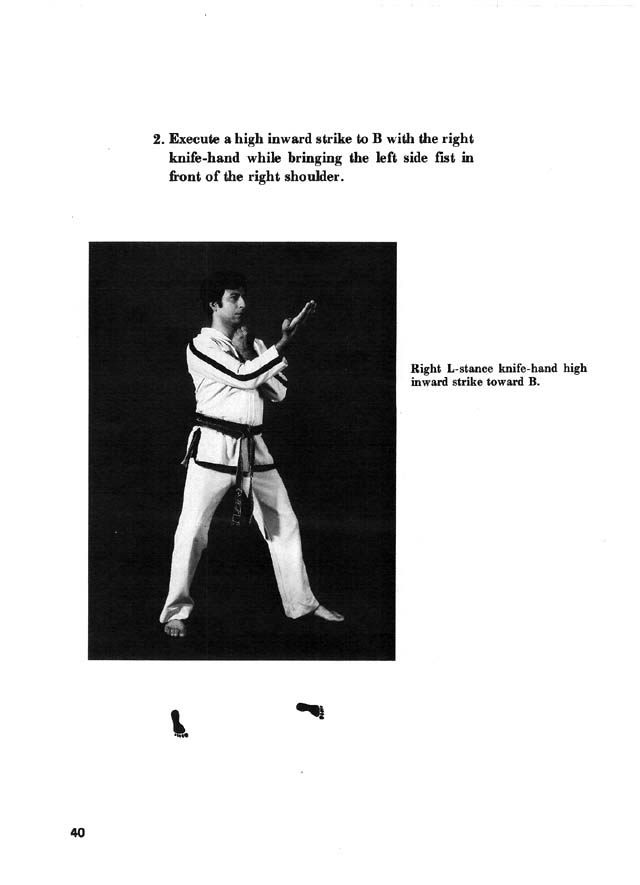 2. Execute a high inward strike to B with the right
knife-hand while bringing the left side fist in
front of the right shoulder.
Right L-stance knife-hand high
inward strike toward B.
40